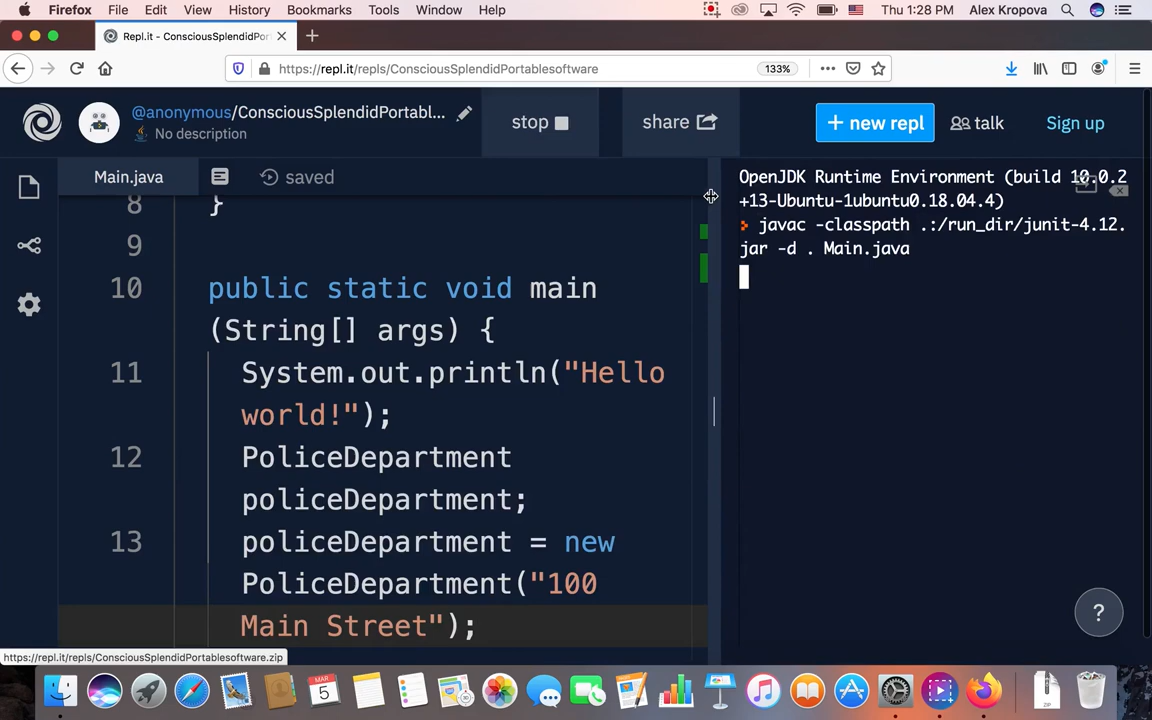 Firefox File Edit View History Bookmarks Tools Window Help Thu 1:28 PM Alex Kropova
Repl.it - ConsciousSplendidPor
https://repl.it/repls/ConsciousSplendidPortablesoftware 133%
@anonymous/ConsciousSplendidPortabl...
No description
stop
share
+ new repl
talk
Sign up
Main.java
saved
8 }
9
10 public static void main
(String[] args) {
11 System.out.println("Hello
world!");
12 PoliceDepartment
policeDepartment;
13 policeDepartment = new
PoliceDepartment("100
Main Street");
OpenJDK Runtime Environment (build 10.0.2
+13-Ubuntu-1ubuntu0.18.04.4)
javac -classpath .:/run_dir/junit-4.12.
jar -d . Main.java
?
https://repl.it/repls/ConsciousSplendidPortablesoftware.zip
MAR
5
ZIP